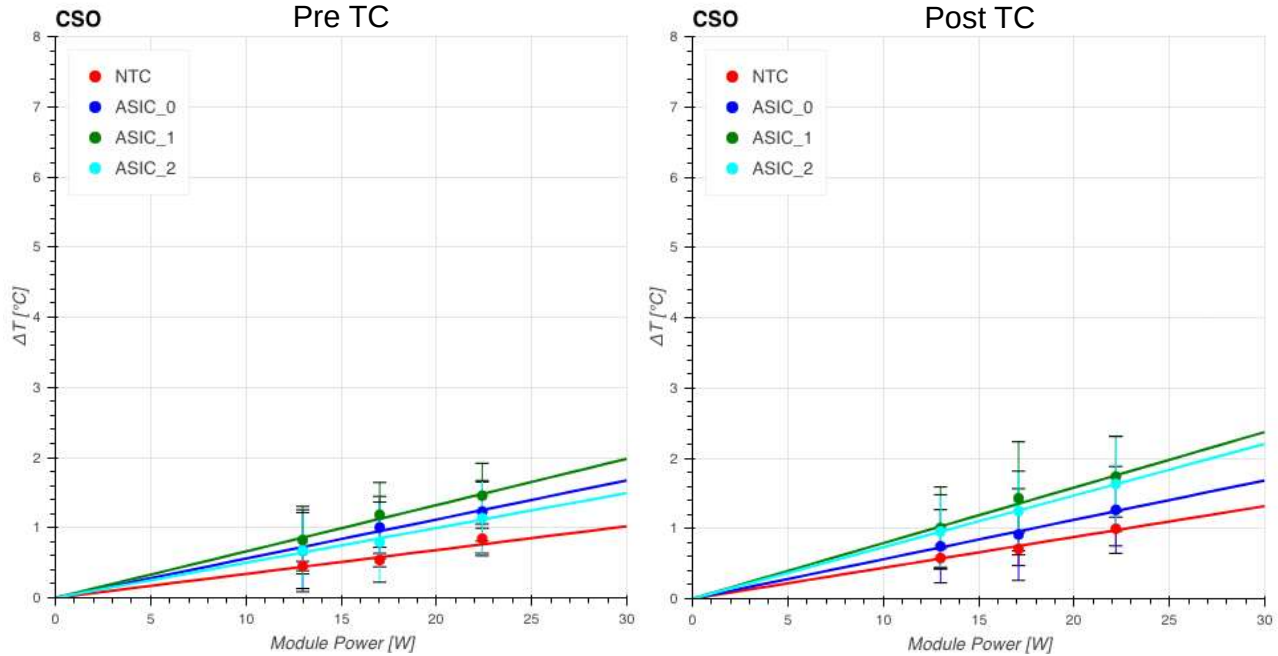 Pre TC
CSO
8
7
6
5
4
3
2
1
0
NTC
ASIC_0
ASIC_1
ASIC_2
ΔT [°C]
0
5
10
15
20
25
30
Module Power [W]
Post TC
CSO
8
7
6
5
4
3
2
1
0
NTC
ASIC_0
ASIC_1
ASIC_2
ΔT [°C]
0
5
10
15
20
25
30
Module Power [W]